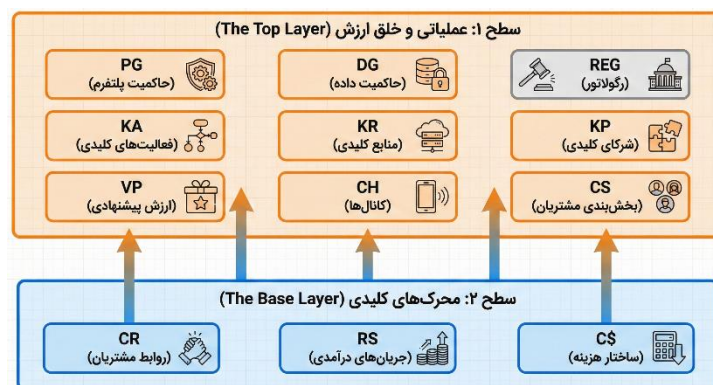 سطح ۱: عملیاتی و خلق ارزش (The Top Layer)
REG
(رگولاتور)
DG
(حاکمیت داده)
PG
(حاکمیت پلتفرم)
KP
(شرکای کلیدی)
KR
(منابع کلیدی)
KA
(فعالیت‌های کلیدی)
CS
(بخش‌بندی مشتریان)
CH
(کانال‌ها)
VP
(ارزش پیشنهادی)
سطح ۲: محرک‌های کلیدی (The Base Layer)
C$
(ساختار هزینه)
RS
(جریان‌های درآمدی)
CR
(روابط مشتریان)